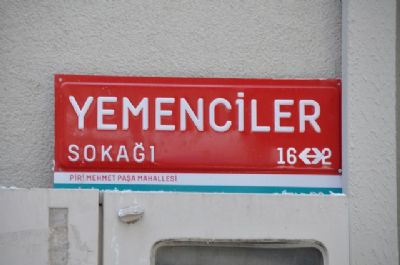 YEMENCİLER
SOKAĞI 16↔2
PİRİ MEHMET PAŞA MAHALLESİ